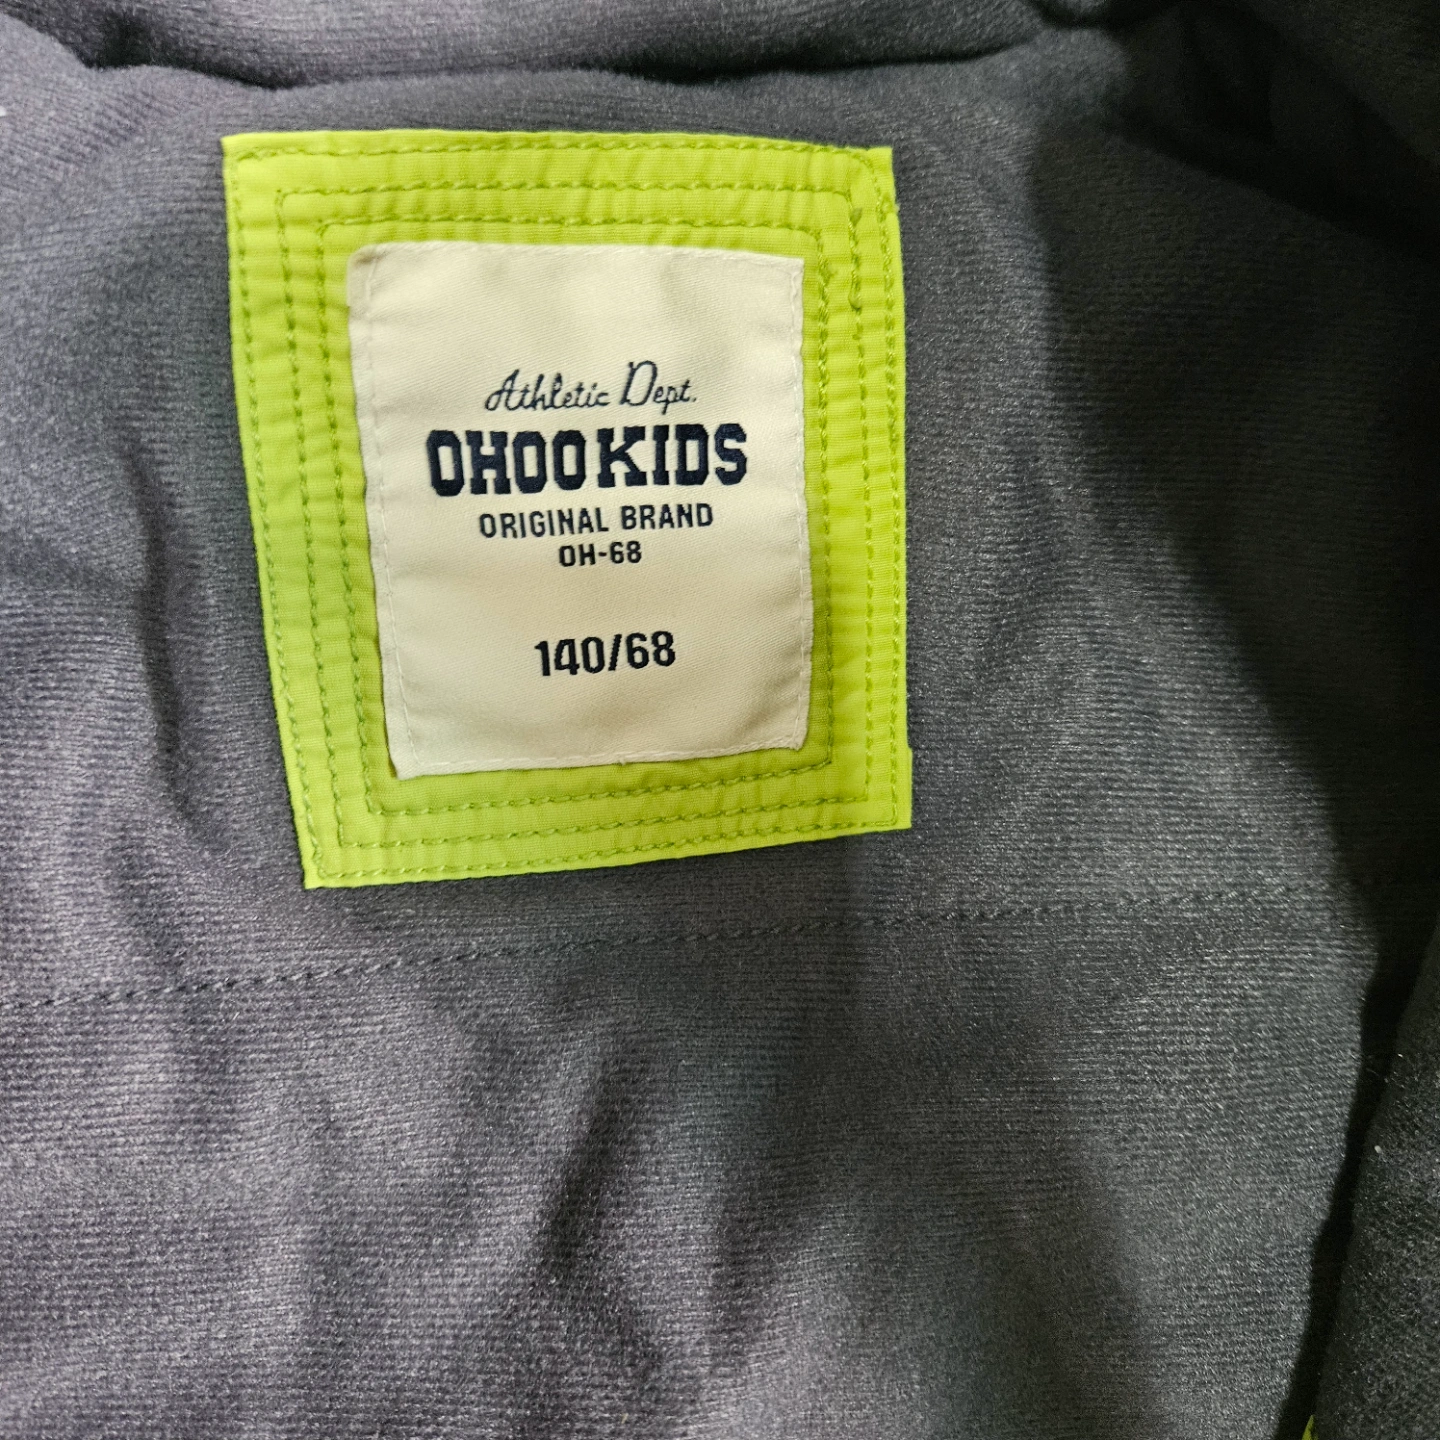 Athletic Dept.
OHOOKIDS
ORIGINAL BRAND
OH-68
140/68